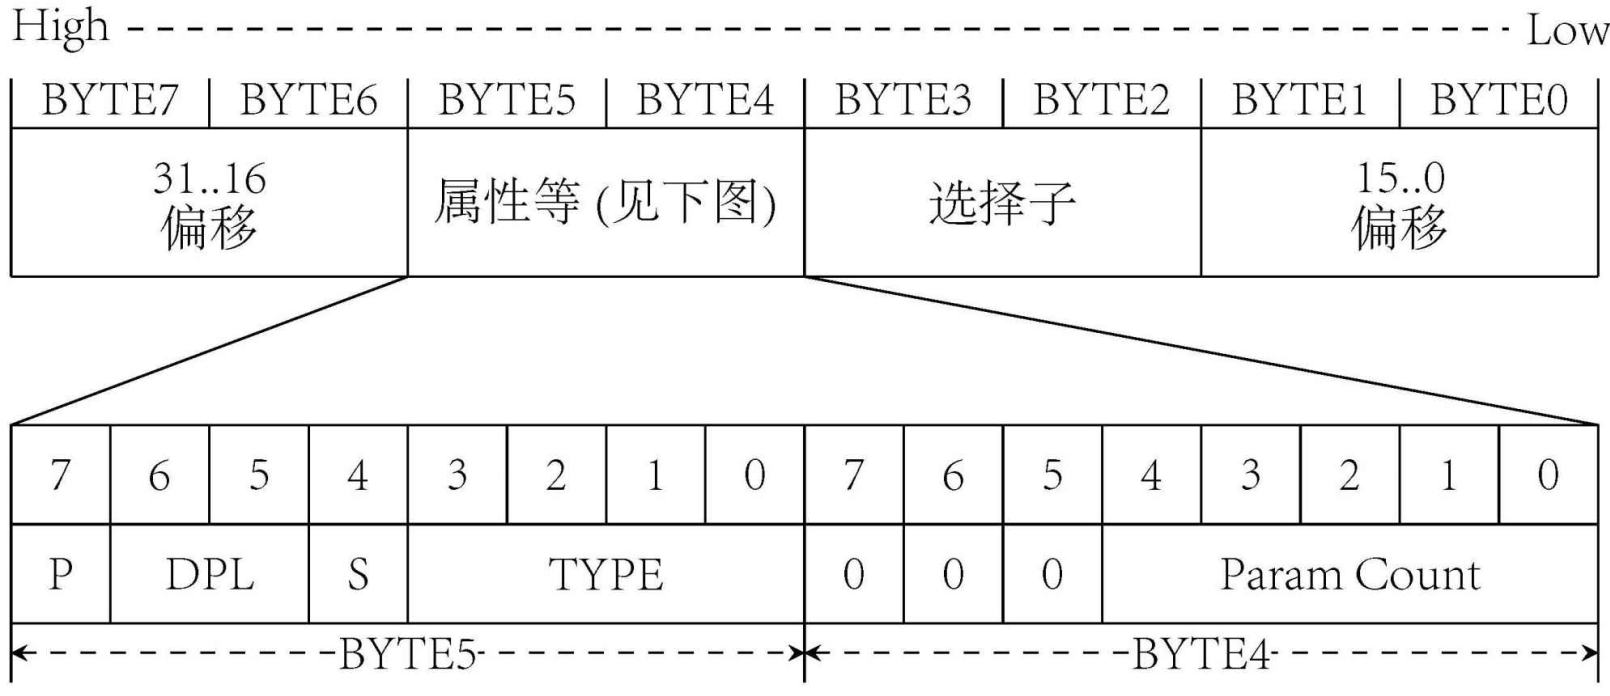 High Low
BYTE7 BYTE6 BYTE5 BYTE4 BYTE3 BYTE2 BYTE1 BYTE0
31..16 偏移
属性等 (见下图)
选择子
15..0 偏移
7 6 5 4 3 2 1 0 7 6 5 4 3 2 1 0
P DPL S TYPE 0 0 0 Param Count
BYTE5 BYTE4